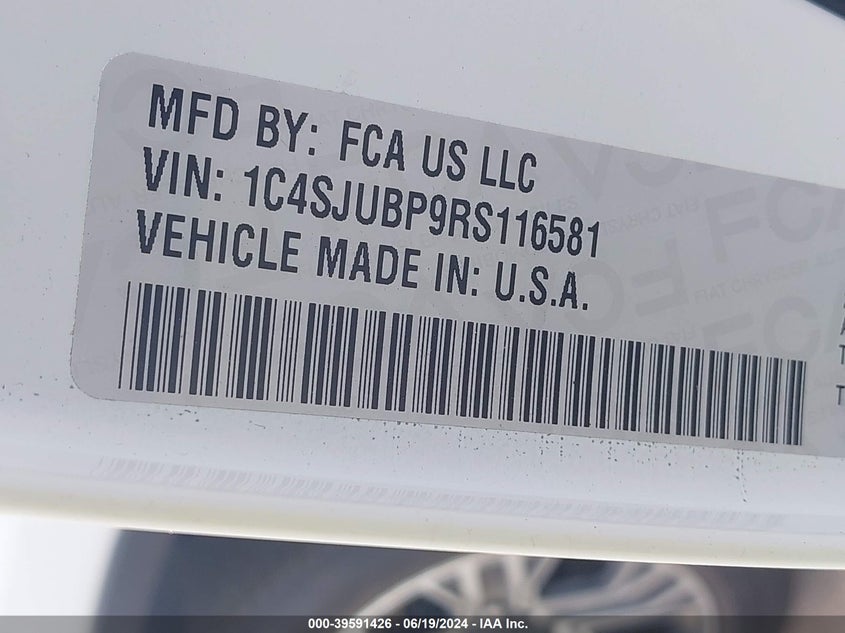 MFD BY: FCA US LLC
VIN: 1C4SJUBP9RS116581
VEHICLE MADE IN: U.S.A.
000-39591426 - 06/19/2024 - IAA Inc.